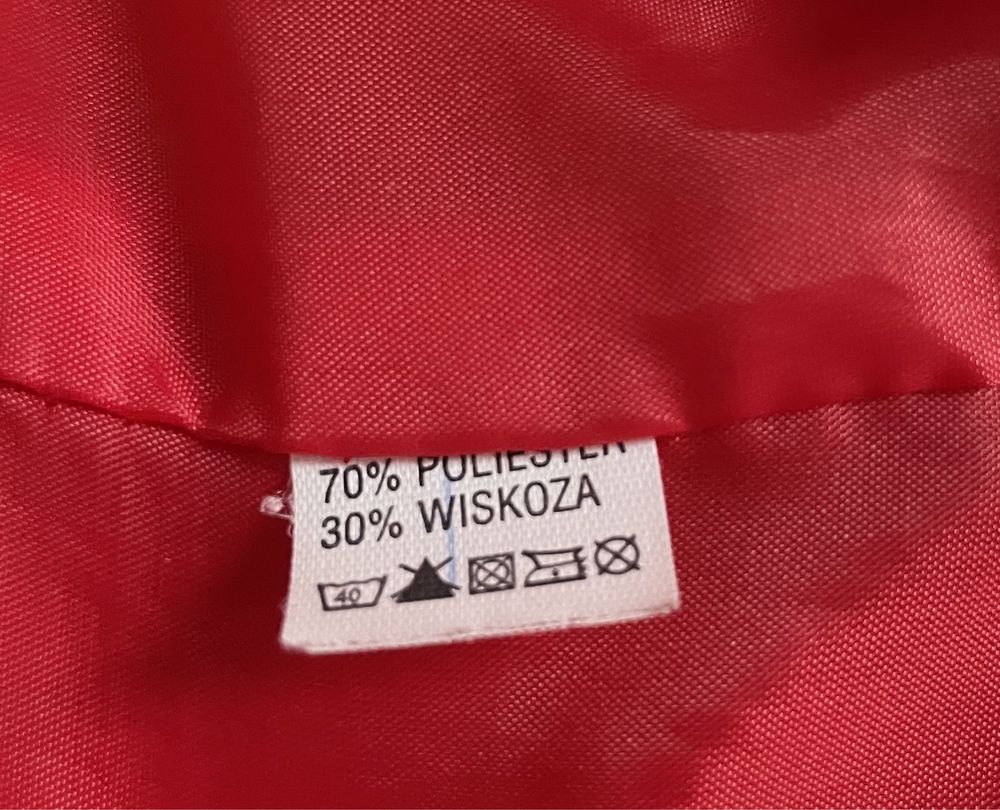 70% POLIESTER
30% WISKOZA
40